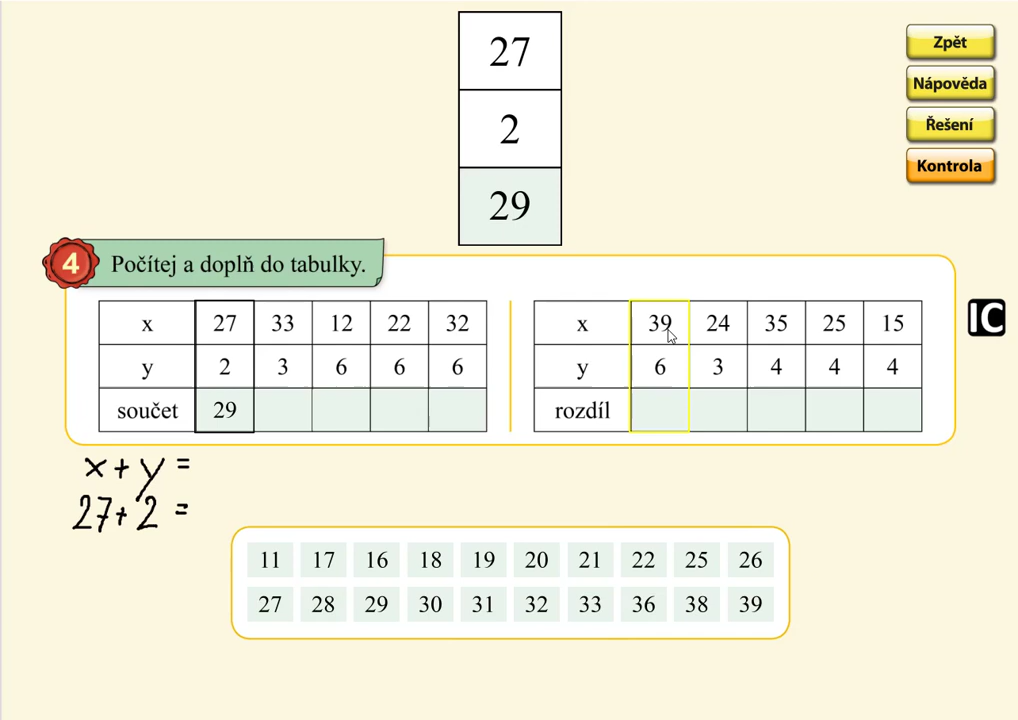 27
2
29
Zpět
Nápověda
Řešení
Kontrola
4 Počítej a doplň do tabulky.
x 27 33 12 22 32
y 2 3 6 6 6
součet 29
x 39 24 35 25 15
y 6 3 4 4 4
rozdíl
IC
x + y =
27 + 2 =
11 17 16 18 19 20 21 22 25 26
27 28 29 30 31 32 33 36 38 39